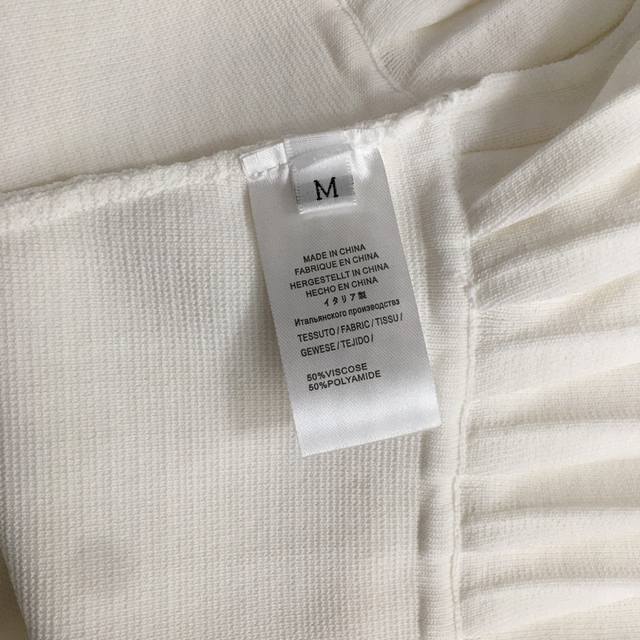 M
MADE IN CHINA
FABRIQUE EN CHINA
HERGESTELLT IN CHINA
HECHO EN CHINA
イタリア製
Итальянского производства
TESSUTO / FABRIC / TISSU /
GEWESE / TEJIDO /
50%VISCOSE
50%POLYAMIDE